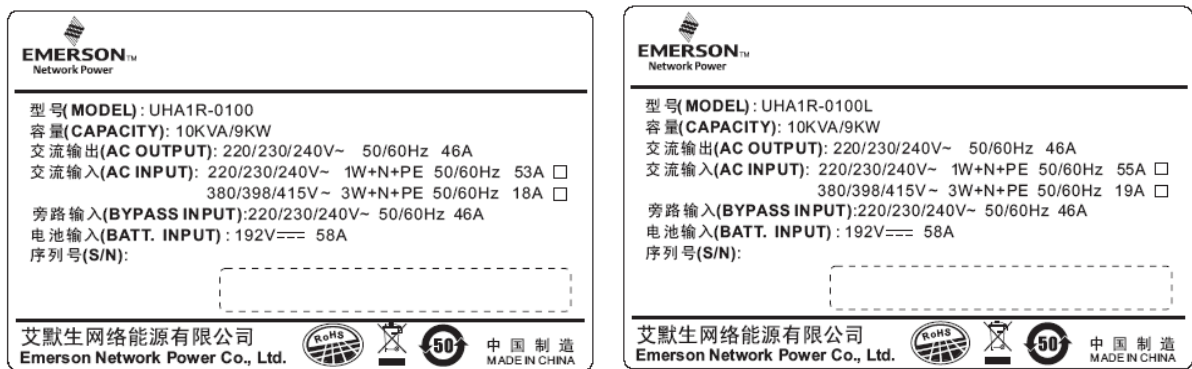 EMERSON™
Network Power
型号(MODEL): UHA1R-0100
容量(CAPACITY): 10KVA/9KW
交流输出(AC OUTPUT): 220/230/240V~ 50/60Hz 46A
交流输入(AC INPUT): 220/230/240V~ 1W+N+PE 50/60Hz 53A □
380/398/415V~ 3W+N+PE 50/60Hz 18A □
旁路输入(BYPASS INPUT):220/230/240V~ 50/60Hz 46A
电池输入(BATT. INPUT): 192V⎓ 58A
序列号(S/N):
艾默生网络能源有限公司
Emerson Network Power Co., Ltd.
RoHS
50
中国制造
MADE IN CHINA
EMERSON™
Network Power
型号(MODEL): UHA1R-0100L
容量(CAPACITY): 10KVA/9KW
交流输出(AC OUTPUT): 220/230/240V~ 50/60Hz 46A
交流输入(AC INPUT): 220/230/240V~ 1W+N+PE 50/60Hz 55A □
380/398/415V~ 3W+N+PE 50/60Hz 19A □
旁路输入(BYPASS INPUT):220/230/240V~ 50/60Hz 46A
电池输入(BATT. INPUT): 192V⎓ 58A
序列号(S/N):
艾默生网络能源有限公司
Emerson Network Power Co., Ltd.
RoHS
50
中国制造
MADE IN CHINA